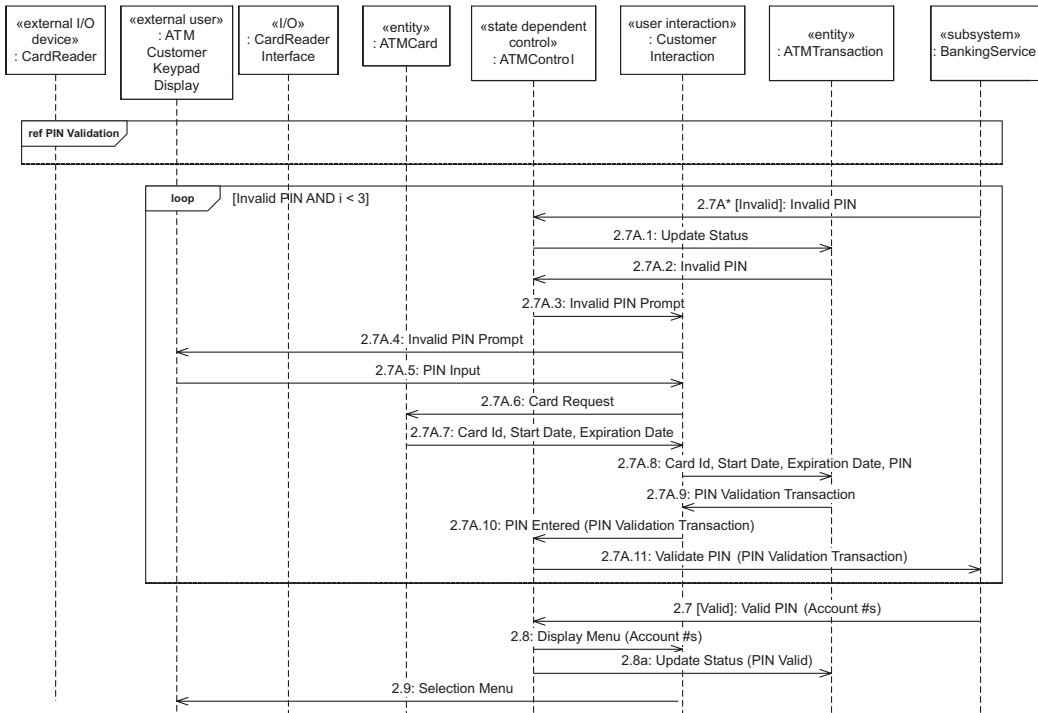 «external I/O
device»
: CardReader
«external user»
: ATM
Customer
Keypad
Display
«I/O»
: CardReader
Interface
«entity»
: ATMCard
«state dependent
control»
: ATMControl
«user interaction»
: Customer
Interaction
«entity»
: ATMTransaction
«subsystem»
: BankingService
ref PIN Validation
loop [Invalid PIN AND i < 3]
2.7A* [Invalid]: Invalid PIN
2.7A.1: Update Status
2.7A.2: Invalid PIN
2.7A.3: Invalid PIN Prompt
2.7A.4: Invalid PIN Prompt
2.7A.5: PIN Input
2.7A.6: Card Request
2.7A.7: Card Id, Start Date, Expiration Date
2.7A.8: Card Id, Start Date, Expiration Date, PIN
2.7A.9: PIN Validation Transaction
2.7A.10: PIN Entered (PIN Validation Transaction)
2.7A.11: Validate PIN (PIN Validation Transaction)
2.7 [Valid]: Valid PIN (Account #s)
2.8: Display Menu (Account #s)
2.8a: Update Status (PIN Valid)
2.9: Selection Menu